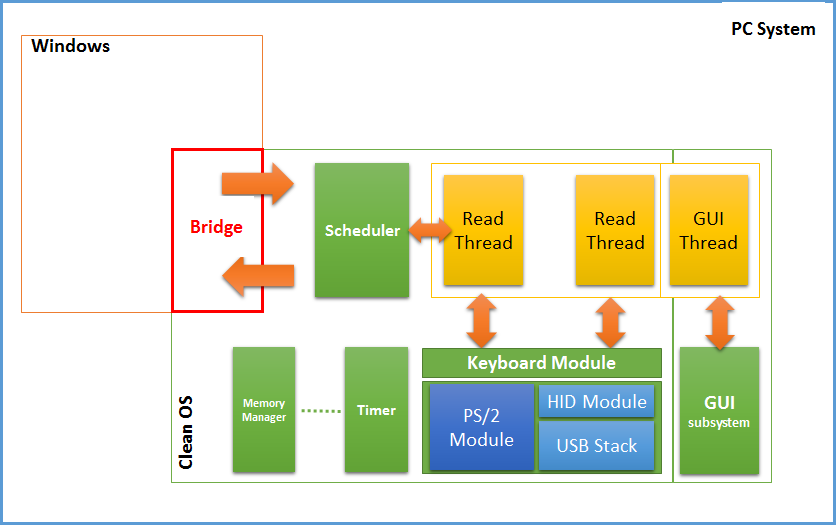 PC System
Windows
Bridge
Scheduler
Read
Thread
Read
Thread
GUI
Thread
Keyboard Module
Clean OS
Memory
Manager
Timer
PS/2
Module
HID Module
USB Stack
GUI
subsystem